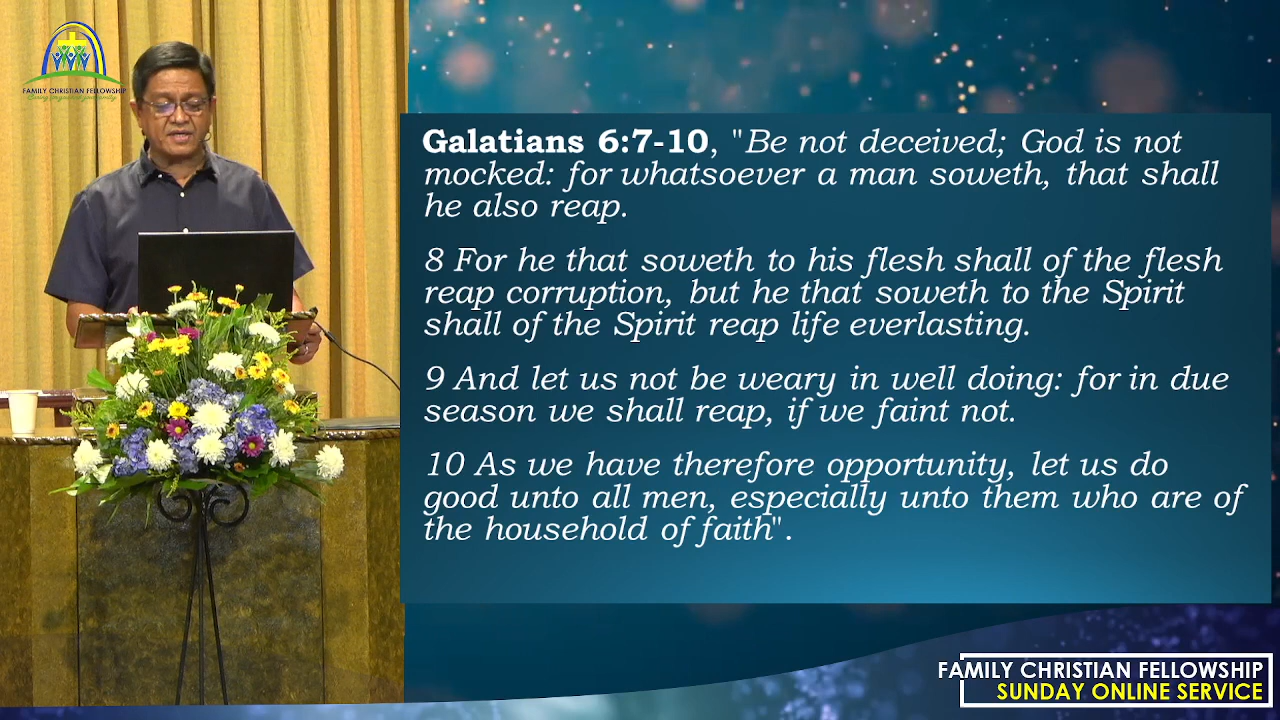 FAMILY CHRISTIAN FELLOWSHIP
Galatians 6:7-10, "Be not deceived; God is not
mocked: for whatsoever a man soweth, that shall
he also reap.
8 For he that soweth to his flesh shall of the flesh
reap corruption, but he that soweth to the Spirit
shall of the Spirit reap life everlasting.
9 And let us not be weary in well doing: for in due
season we shall reap, if we faint not.
10 As we have therefore opportunity, let us do
good unto all men, especially unto them who are of
the household of faith".
FAMILY CHRISTIAN FELLOWSHIP
SUNDAY ONLINE SERVICE